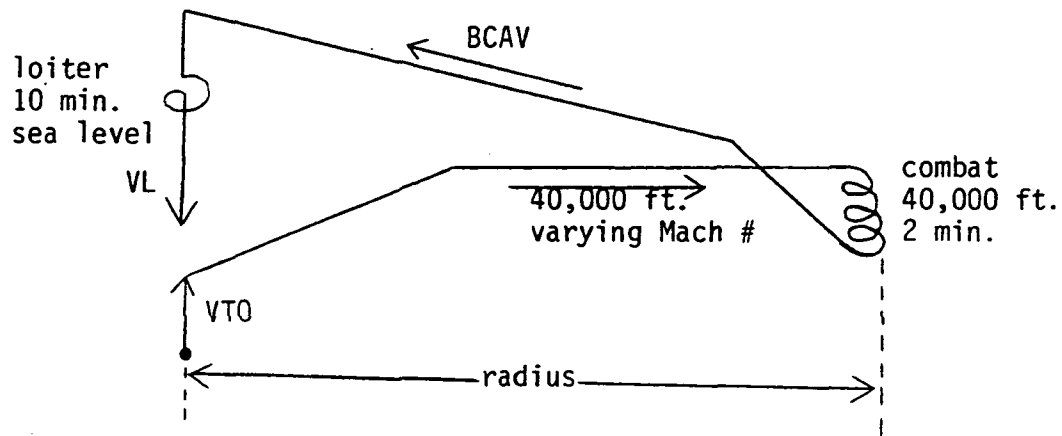 BCAV
loiter
10 min.
sea level
VL
40,000 ft.
varying Mach #
combat
40,000 ft.
2 min.
VTO
radius